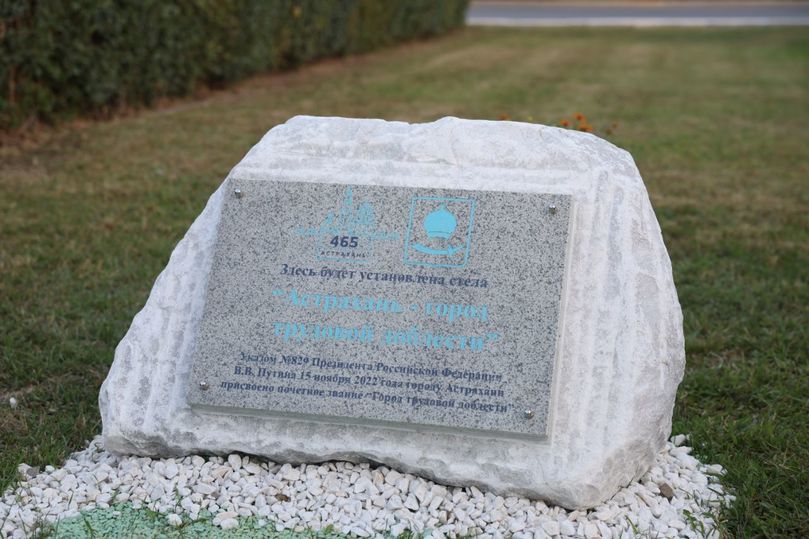 465
АСТРАХАНЬ
Здесь будет установлена стела
"Астрахань - город
трудовой доблести"
Указом №829 Президента Российской Федерации
В.В. Путина 15 ноября 2022 года городу Астрахани
присвоено почетное звание "Город трудовой доблести"